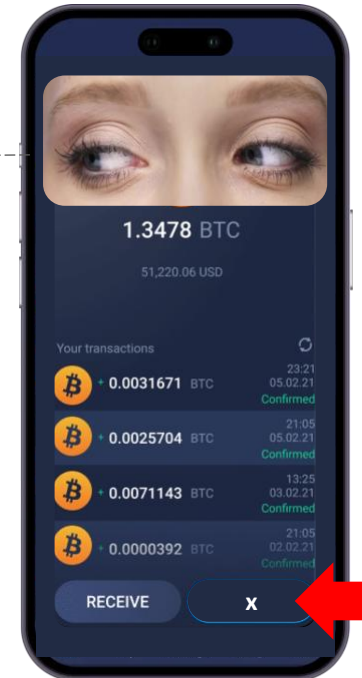 1.3478 BTC
51,220.06 USD
Your transactions
+ 0.0031671 BTC
23:21
05.02.21
Confirmed
+ 0.0025704 BTC
21:05
05.02.21
Confirmed
+ 0.0071143 BTC
13:25
03.02.21
Confirmed
+ 0.0000392 BTC
21:05
02.02.21
Confirmed
RECEIVE
X